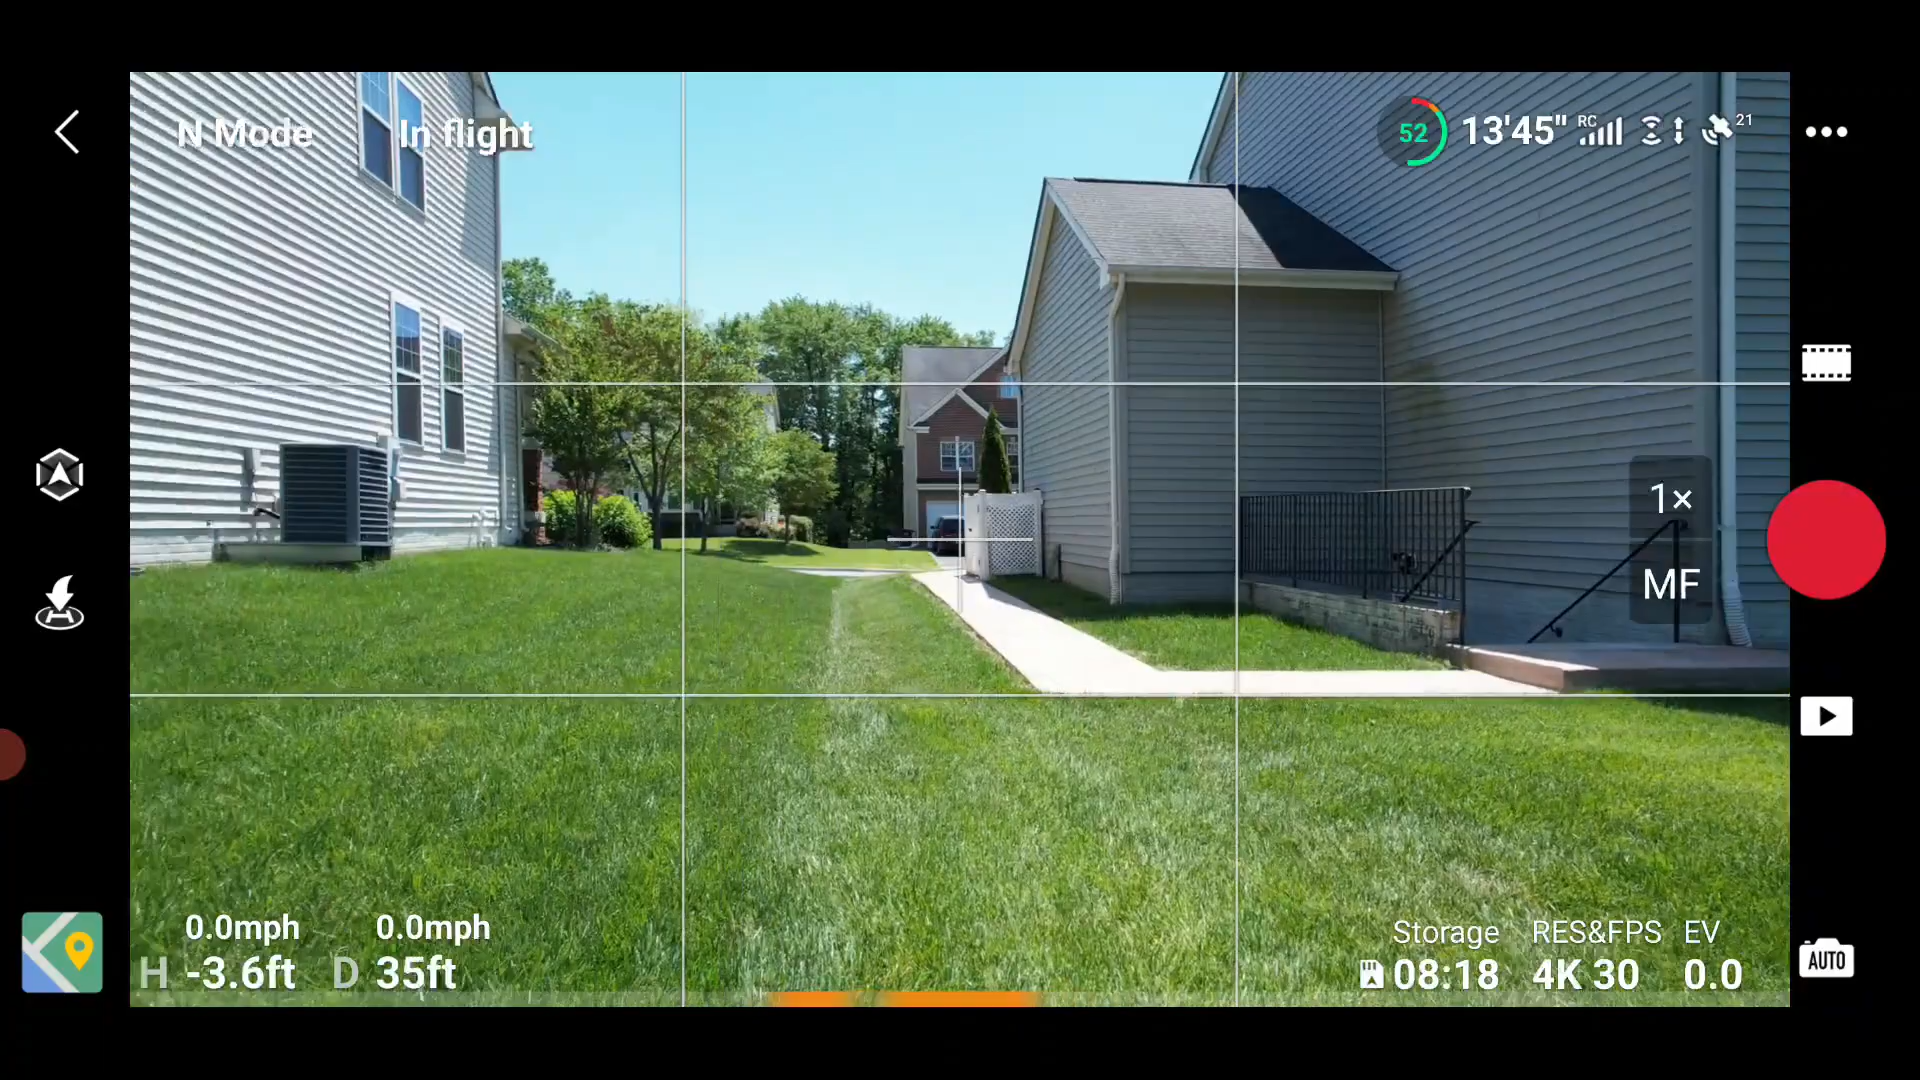 N Mode In flight
52 13'45" RC 21
1×
MF
0.0mph 0.0mph
H -3.6ft D 35ft
Storage RES&FPS EV
08:18 4K 30 0.0
AUTO